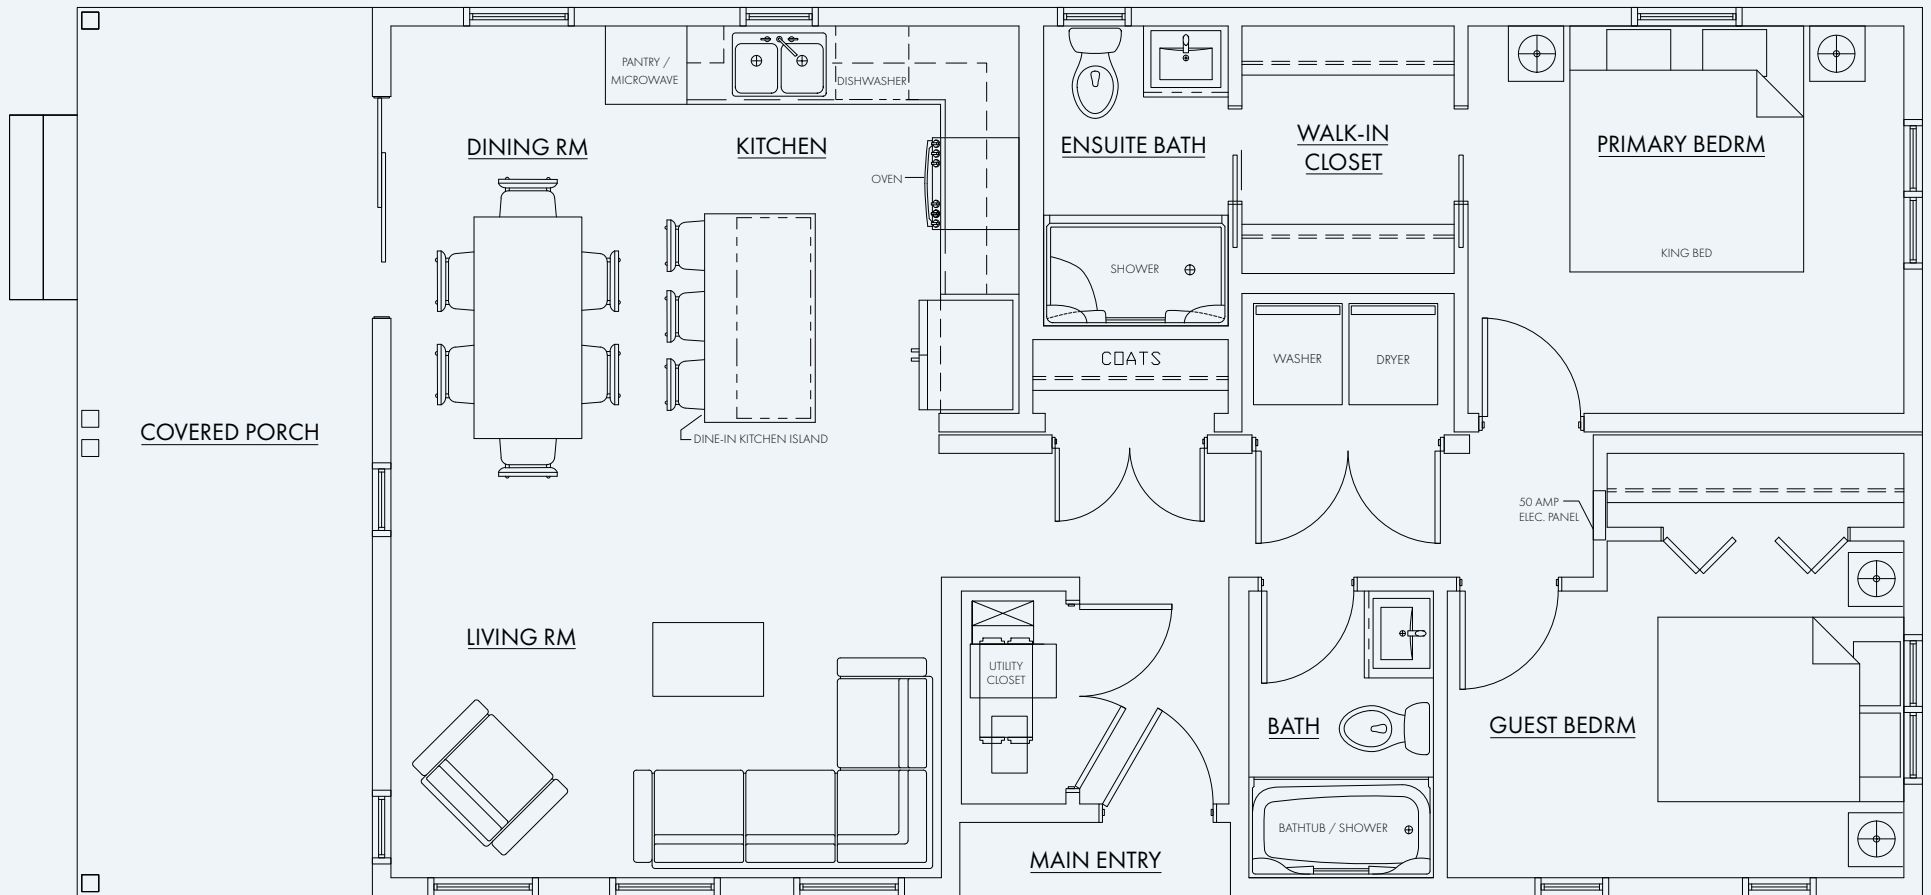 PANTRY /
MICROWAVE
DISHWASHER
DINING RM
KITCHEN
ENSUITE BATH
WALK-IN
CLOSET
PRIMARY BEDRM
OVEN
KING BED
SHOWER
COATS
WASHER
DRYER
COVERED PORCH
DINE-IN KITCHEN ISLAND
50 AMP
ELEC. PANEL
LIVING RM
UTILITY
CLOSET
BATH
GUEST BEDRM
BATHTUB / SHOWER
MAIN ENTRY